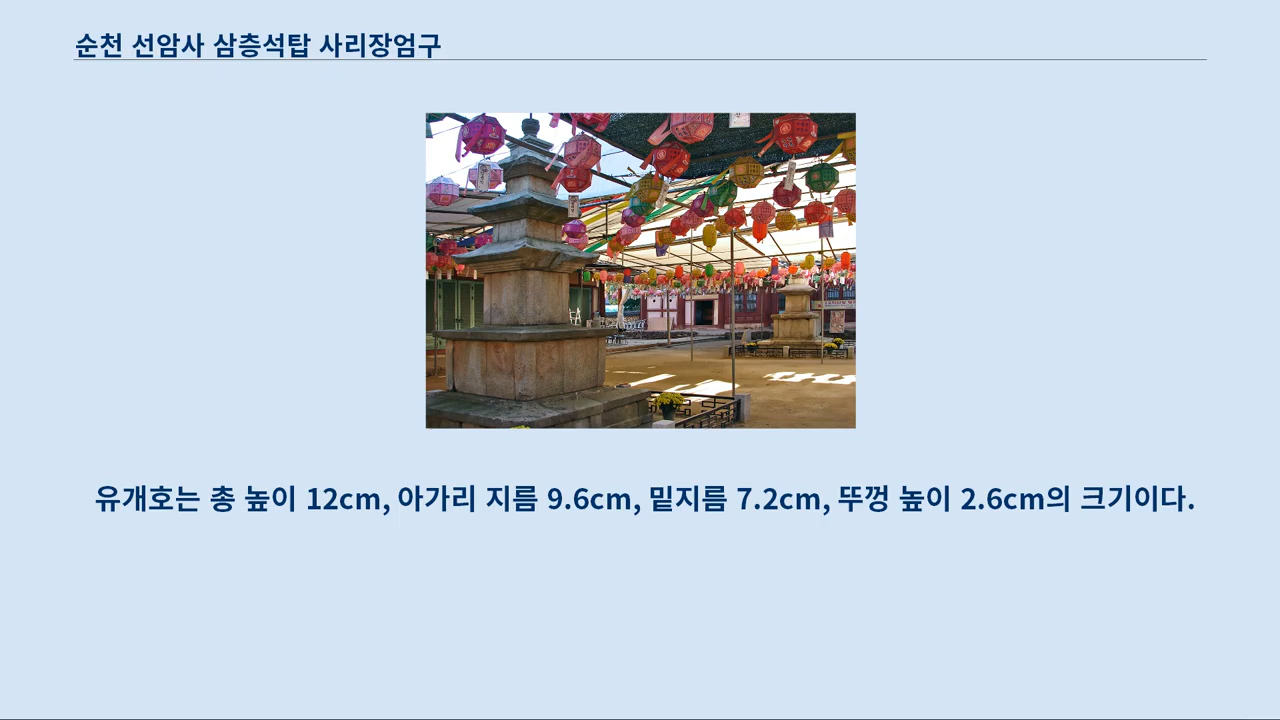 순천 선암사 삼층석탑 사리장엄구
유개호는 총 높이 12cm, 아가리 지름 9.6cm, 밑지름 7.2cm, 뚜껑 높이 2.6cm의 크기이다.